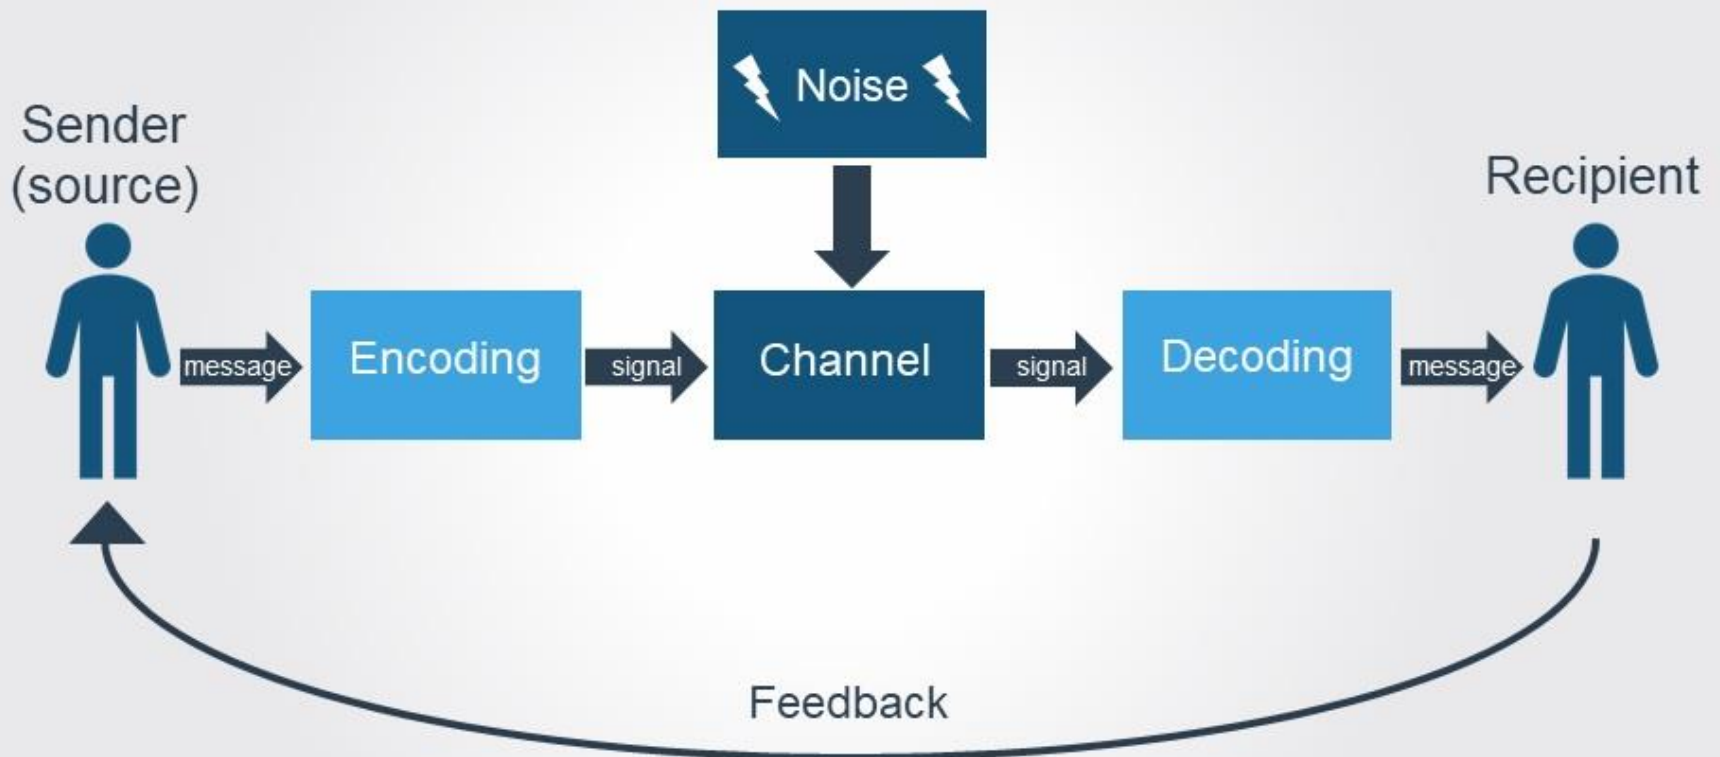 Noise
Sender
(source)
Recipient
message
Encoding
signal
Channel
signal
Decoding
message
Feedback